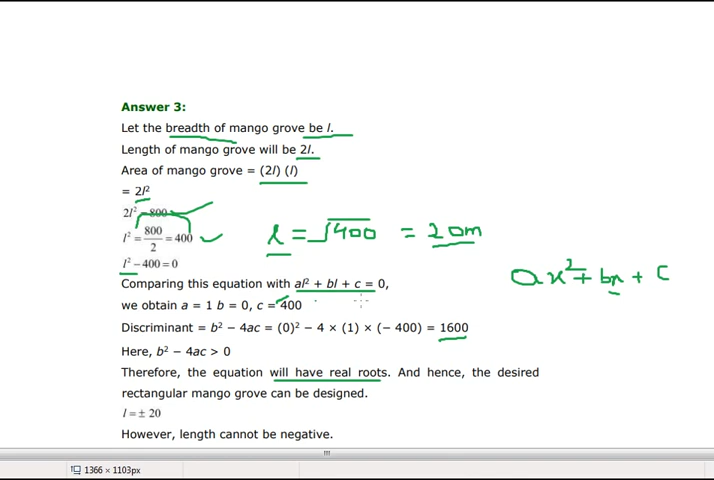 Answer 3:
Let the breadth of mango grove be l.
Length of mango grove will be 2l.
Area of mango grove = (2l) (l)
= 2l²
2l² = 800
l² = 800/2 = 400
l = √400 = 20m
l² − 400 = 0
Comparing this equation with al² + bl + c = 0,
ax² + bx + c
we obtain a = 1 b = 0, c = 400
Discriminant = b² − 4ac = (0)² − 4 × (1) × (− 400) = 1600
Here, b² − 4ac > 0
Therefore, the equation will have real roots. And hence, the desired
rectangular mango grove can be designed.
l = ± 20
However, length cannot be negative.
1366 × 1103px